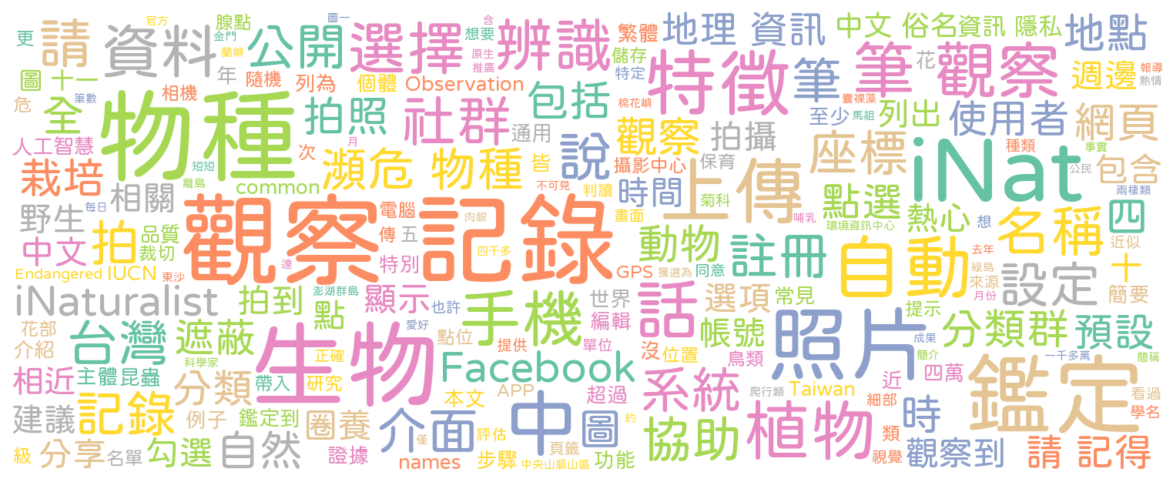 更 請 資料 官方 腺點 金門 蘭嶼 公開 圖一 選擇 想要 原生 推廣 含 辨識 繁體 儲存 特定 地理 資訊 中文 俗名 資訊 隱私 地點
圖 十一 危 筆數 年 相機 隨機 列為 個體 Observation 包括 特徵 筆 筆 觀察 花 週邊 報導 熱情
全 物種 拍照 社群 通用 觀察 拍攝 棉花嶼 囊裸藻 馬祖 至少 列出 使用者 網頁
人工智慧 短短 次 月 瀕危 物種 皆 說 攝影中心 保育 座標 iNat 種類 事實 包含
栽培 相關 離島 common 不可見 判讀 時間 畫面 菊科 上傳 點選 熱心 公民 兩棲類
野生 每日 觀察記錄 電腦 肉眼 動物 哺乳 環境資訊中心 想 名稱 四
中文 拍 品質 裁切 傳 五 四千多 註冊 自動 去年 近似
Endangered IUCN 東沙 達 特別 GPS 同意 獲選為 綠島 來源 月份 設定 十 簡要
iNaturalist 拍到 點 澎湖群島 顯示 也許 手機 世界 編輯 話 選項 常見 提示
花部 介紹 台灣 遮蔽 科學家 生物 愛好 點位 提供 單位 沒 位置 帳號 照片 成果 簡介 分類群 一千多萬 簡稱 預設
相近 主體 昆蟲 分類 帶入 正確 研究 Facebook 本文 APP 超過 鳥類 系統 爬行類 Taiwan 近 四萬 細部 鑑定 看過 學名
建議 記錄 例子 鑑定到 圈養 介面 中 圖 約 協助 植物 類 時
級 分享 名單 勾選 自然 證據 僅 names 評估 步驟 頁籤 中央山脈山區 功能 視覺 觀察到 請 記得